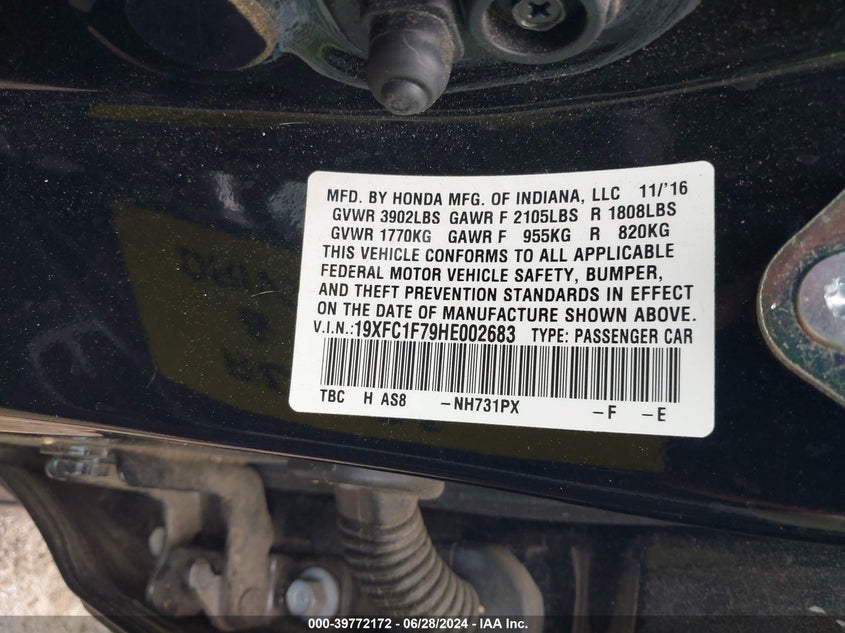 MFD. BY HONDA MFG. OF INDIANA, LLC 11/'16
GVWR 3902LBS GAWR F 2105LBS R 1808LBS
GVWR 1770KG GAWR F 955KG R 820KG
THIS VEHICLE CONFORMS TO ALL APPLICABLE
FEDERAL MOTOR VEHICLE SAFETY, BUMPER,
AND THEFT PREVENTION STANDARDS IN EFFECT
ON THE DATE OF MANUFACTURE SHOWN ABOVE.
V.I.N.:19XFC1F79HE002683 TYPE: PASSENGER CAR
TBC H AS8 -NH731PX -F -E
000-39772172 - 06/28/2024 - IAA Inc.